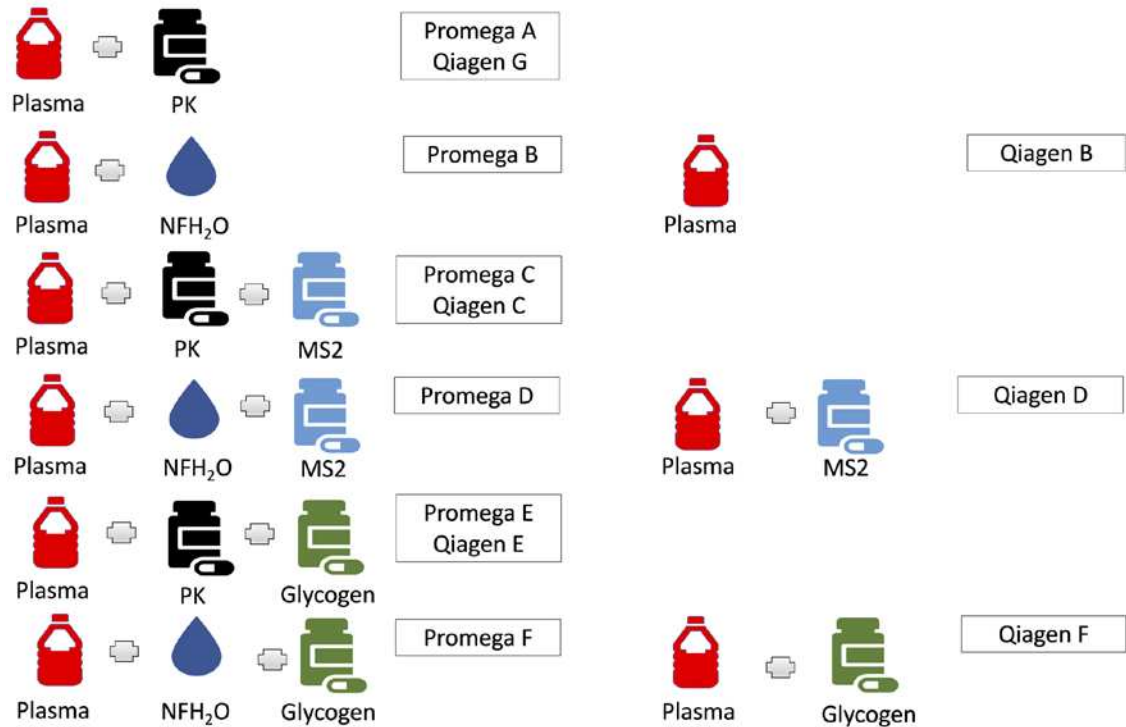 Promega A
Qiagen G
Plasma PK
Promega B
Qiagen B
Plasma NFH₂O
Plasma
Promega C
Qiagen C
Plasma PK MS2
Promega D
Qiagen D
Plasma NFH₂O MS2
Plasma MS2
Promega E
Qiagen E
Plasma PK Glycogen
Promega F
Qiagen F
Plasma NFH₂O Glycogen
Plasma Glycogen